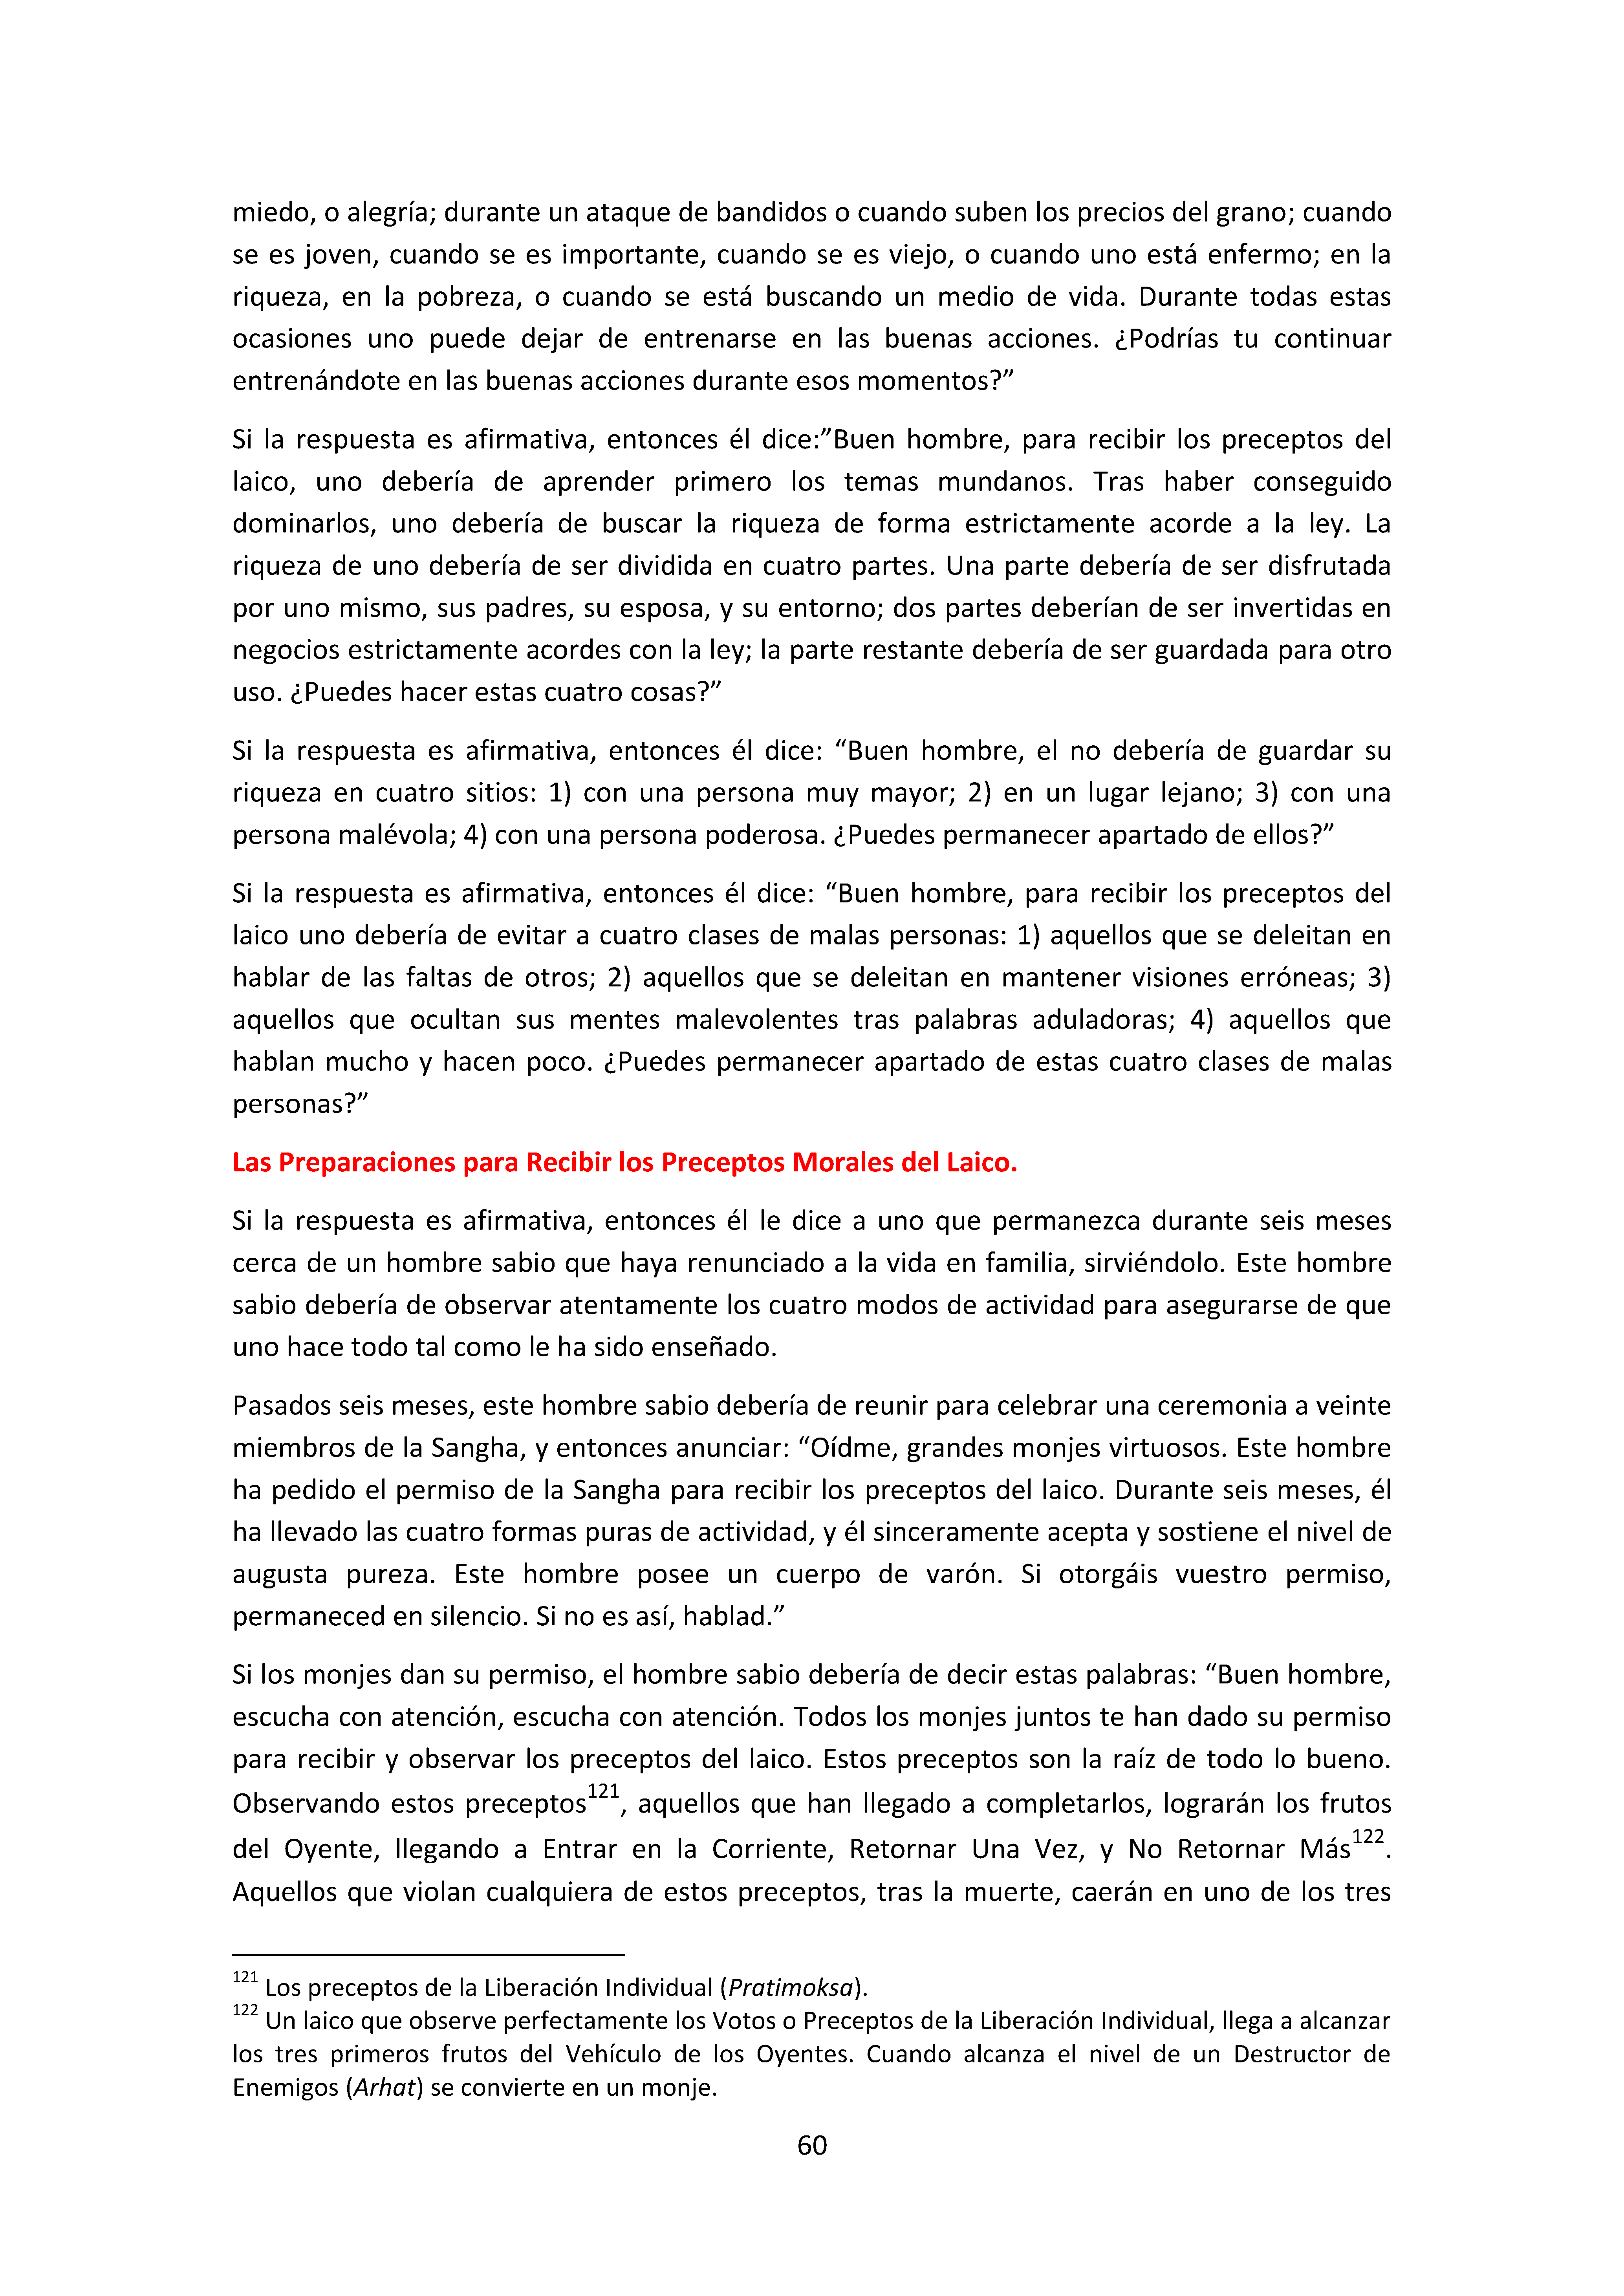 miedo, o alegría; durante un ataque de bandidos o cuando suben los precios del grano; cuando
se es joven, cuando se es importante, cuando se es viejo, o cuando uno está enfermo; en la
riqueza, en la pobreza, o cuando se está buscando un medio de vida. Durante todas estas
ocasiones uno puede dejar de entrenarse en las buenas acciones. ¿Podrías tu continuar
entrenándote en las buenas acciones durante esos momentos?”
Si la respuesta es afirmativa, entonces él dice:”Buen hombre, para recibir los preceptos del
laico, uno debería de aprender primero los temas mundanos. Tras haber conseguido
dominarlos, uno debería de buscar la riqueza de forma estrictamente acorde a la ley. La
riqueza de uno debería de ser dividida en cuatro partes. Una parte debería de ser disfrutada
por uno mismo, sus padres, su esposa, y su entorno; dos partes deberían de ser invertidas en
negocios estrictamente acordes con la ley; la parte restante debería de ser guardada para otro
uso. ¿Puedes hacer estas cuatro cosas?”
Si la respuesta es afirmativa, entonces él dice: “Buen hombre, el no debería de guardar su
riqueza en cuatro sitios: 1) con una persona muy mayor; 2) en un lugar lejano; 3) con una
persona malévola; 4) con una persona poderosa. ¿Puedes permanecer apartado de ellos?”
Si la respuesta es afirmativa, entonces él dice: “Buen hombre, para recibir los preceptos del
laico uno debería de evitar a cuatro clases de malas personas: 1) aquellos que se deleitan en
hablar de las faltas de otros; 2) aquellos que se deleitan en mantener visiones erróneas; 3)
aquellos que ocultan sus mentes malevolentes tras palabras aduladoras; 4) aquellos que
hablan mucho y hacen poco. ¿Puedes permanecer apartado de estas cuatro clases de malas
personas?”
Las Preparaciones para Recibir los Preceptos Morales del Laico.
Si la respuesta es afirmativa, entonces él le dice a uno que permanezca durante seis meses
cerca de un hombre sabio que haya renunciado a la vida en familia, sirviéndolo. Este hombre
sabio debería de observar atentamente los cuatro modos de actividad para asegurarse de que
uno hace todo tal como le ha sido enseñado.
Pasados seis meses, este hombre sabio debería de reunir para celebrar una ceremonia a veinte
miembros de la Sangha, y entonces anunciar: “Oídme, grandes monjes virtuosos. Este hombre
ha pedido el permiso de la Sangha para recibir los preceptos del laico. Durante seis meses, él
ha llevado las cuatro formas puras de actividad, y él sinceramente acepta y sostiene el nivel de
augusta pureza. Este hombre posee un cuerpo de varón. Si otorgáis vuestro permiso,
permaneced en silencio. Si no es así, hablad.”
Si los monjes dan su permiso, el hombre sabio debería de decir estas palabras: “Buen hombre,
escucha con atención, escucha con atención. Todos los monjes juntos te han dado su permiso
para recibir y observar los preceptos del laico. Estos preceptos son la raíz de todo lo bueno.
Observando estos preceptos121, aquellos que han llegado a completarlos, lograrán los frutos
del Oyente, llegando a Entrar en la Corriente, Retornar Una Vez, y No Retornar Más122.
Aquellos que violan cualquiera de estos preceptos, tras la muerte, caerán en uno de los tres
121 Los preceptos de la Liberación Individual (Pratimoksa).
122 Un laico que observe perfectamente los Votos o Preceptos de la Liberación Individual, llega a alcanzar
los tres primeros frutos del Vehículo de los Oyentes. Cuando alcanza el nivel de un Destructor de
Enemigos (Arhat) se convierte en un monje.
60